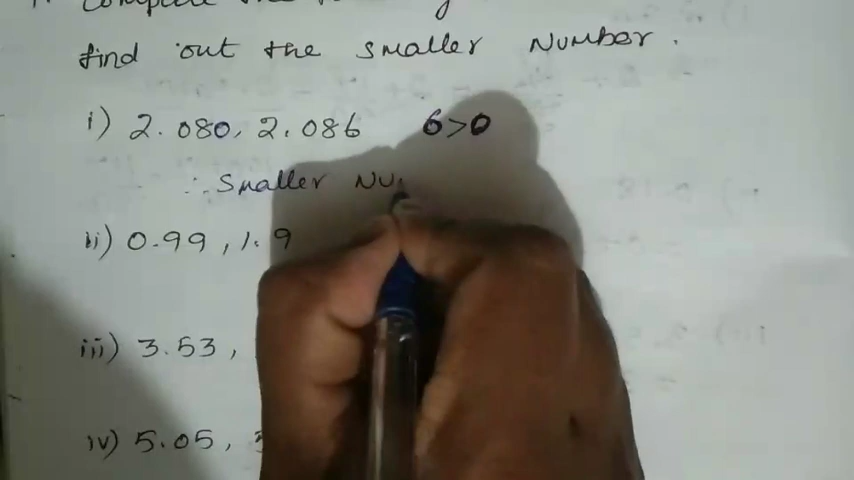 find out the smaller Number.
i) 2.080, 2.086 6>0
∴ Smaller Nu
ii) 0.99, 1.9
iii) 3.53,
iv) 5.05,